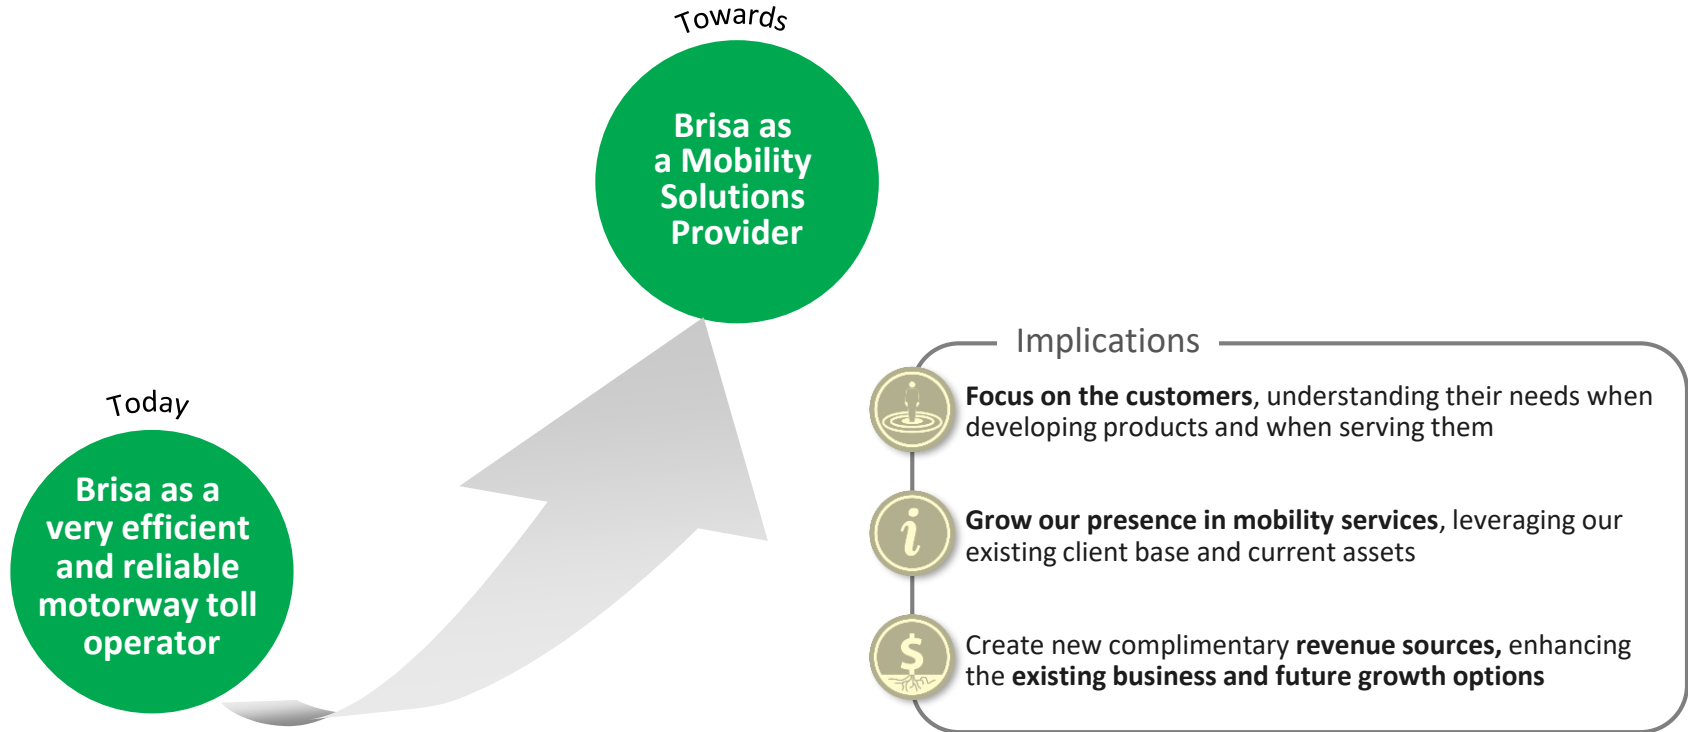 Towards
Brisa as
a Mobility
Solutions
Provider
Today
Brisa as a
very efficient
and reliable
motorway toll
operator
Implications
Focus on the customers, understanding their needs when
developing products and when serving them
i
Grow our presence in mobility services, leveraging our
existing client base and current assets
$
Create new complimentary revenue sources, enhancing
the existing business and future growth options